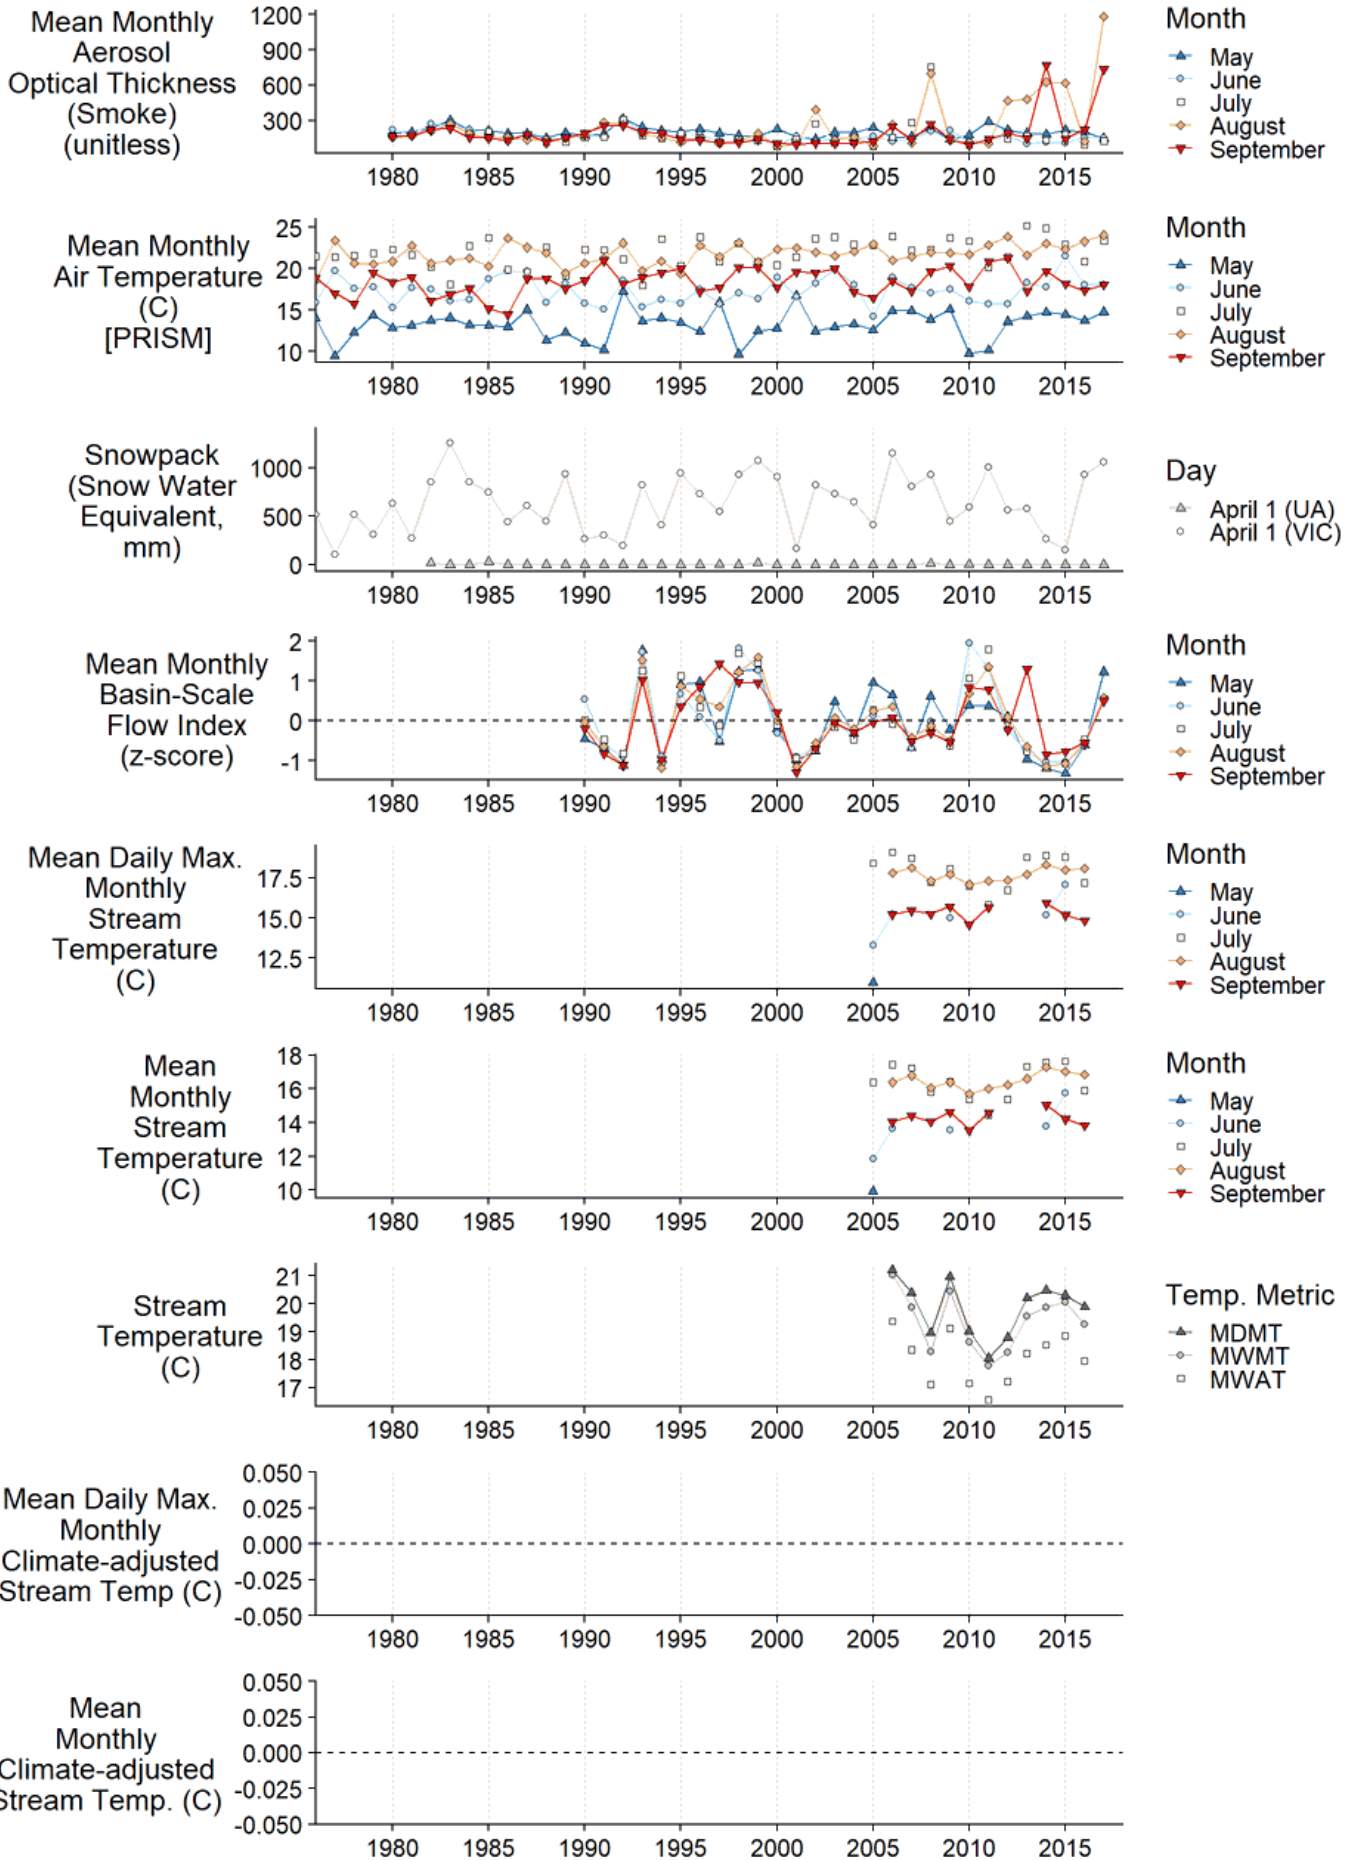 Mean Monthly
Aerosol
Optical Thickness
(Smoke)
(unitless)
1200
900
600
300
1980 1985 1990 1995 2000 2005 2010 2015
Month
May
June
July
August
September
Mean Monthly
Air Temperature
(C)
[PRISM]
25
20
15
10
1980 1985 1990 1995 2000 2005 2010 2015
Month
May
June
July
August
September
Snowpack
(Snow Water
Equivalent,
mm)
1000
500
0
1980 1985 1990 1995 2000 2005 2010 2015
Day
April 1 (UA)
April 1 (VIC)
Mean Monthly
Basin-Scale
Flow Index
(z-score)
2
1
0
-1
1980 1985 1990 1995 2000 2005 2010 2015
Month
May
June
July
August
September
Mean Daily Max.
Monthly
Stream
Temperature
(C)
17.5
15.0
12.5
1980 1985 1990 1995 2000 2005 2010 2015
Month
May
June
July
August
September
Mean
Monthly
Stream
Temperature
(C)
18
16
14
12
10
1980 1985 1990 1995 2000 2005 2010 2015
Month
May
June
July
August
September
Stream
Temperature
(C)
21
20
19
18
17
1980 1985 1990 1995 2000 2005 2010 2015
Temp. Metric
MDMT
MWMT
MWAT
Mean Daily Max.
Monthly
Climate-adjusted
Stream Temp (C)
0.050
0.025
0.000
-0.025
-0.050
1980 1985 1990 1995 2000 2005 2010 2015
Mean
Monthly
Climate-adjusted
Stream Temp. (C)
0.050
0.025
0.000
-0.025
-0.050
1980 1985 1990 1995 2000 2005 2010 2015